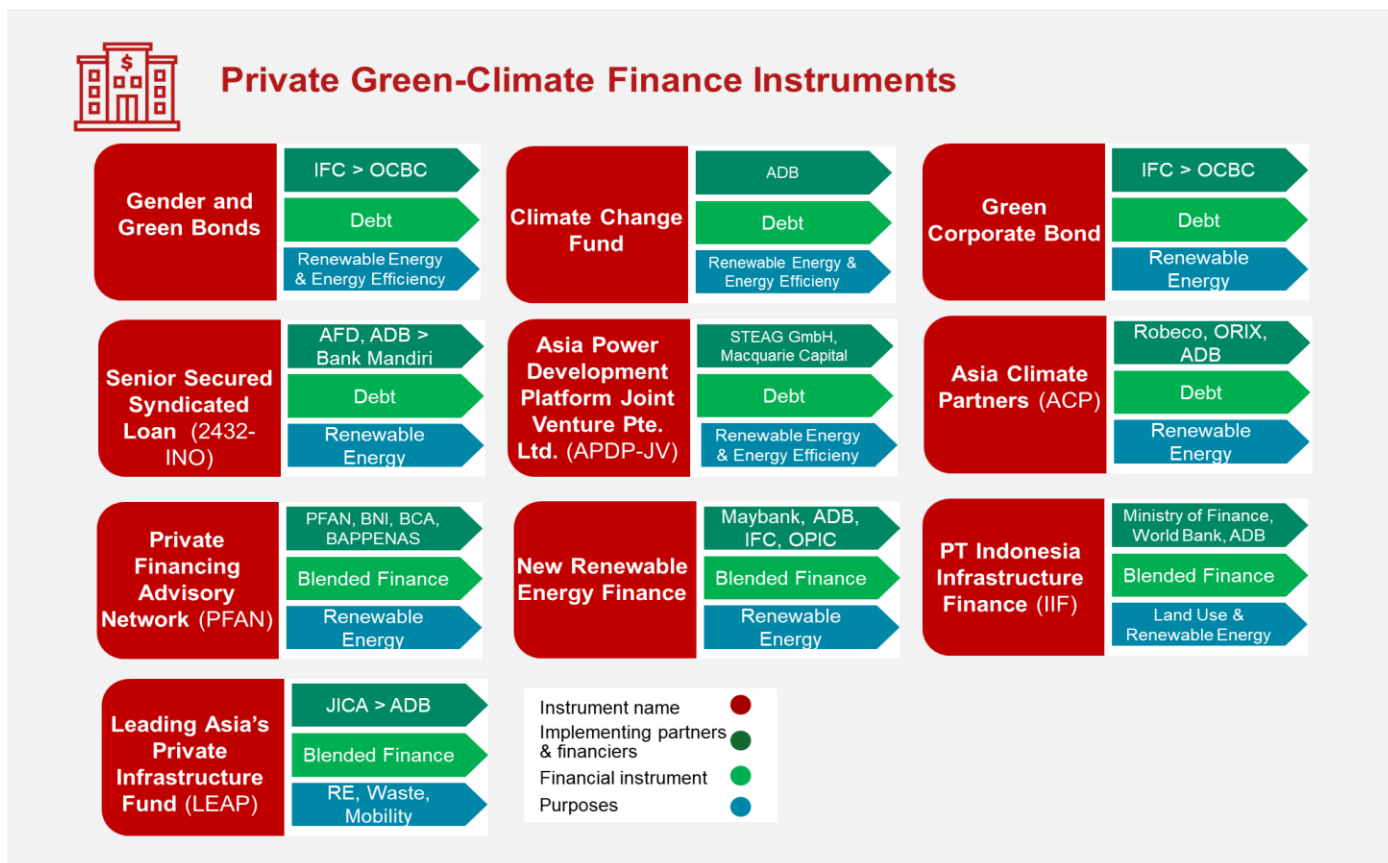 $
Private Green-Climate Finance Instruments
Gender and
Green Bonds
IFC > OCBC
Debt
Renewable Energy
& Energy Efficiency
Climate Change
Fund
ADB
Debt
Renewable Energy &
Energy Efficieny
Green
Corporate Bond
IFC > OCBC
Debt
Renewable
Energy
Senior Secured
Syndicated
Loan (2432-
INO)
AFD, ADB >
Bank Mandiri
Debt
Renewable
Energy
Asia Power
Development
Platform Joint
Venture Pte.
Ltd. (APDP-JV)
STEAG GmbH,
Macquarie Capital
Debt
Renewable Energy
& Energy Efficieny
Asia Climate
Partners (ACP)
Robeco, ORIX,
ADB
Debt
Renewable
Energy
Private
Financing
Advisory
Network (PFAN)
PFAN, BNI, BCA,
BAPPENAS
Blended Finance
Renewable
Energy
New Renewable
Energy Finance
Maybank, ADB,
IFC, OPIC
Blended Finance
Renewable
Energy
PT Indonesia
Infrastructure
Finance (IIF)
Ministry of Finance,
World Bank, ADB
Blended Finance
Land Use &
Renewable Energy
Leading Asia’s
Private
Infrastructure
Fund (LEAP)
JICA > ADB
Blended Finance
RE, Waste,
Mobility
Instrument name
Implementing partners
& financiers
Financial instrument
Purposes